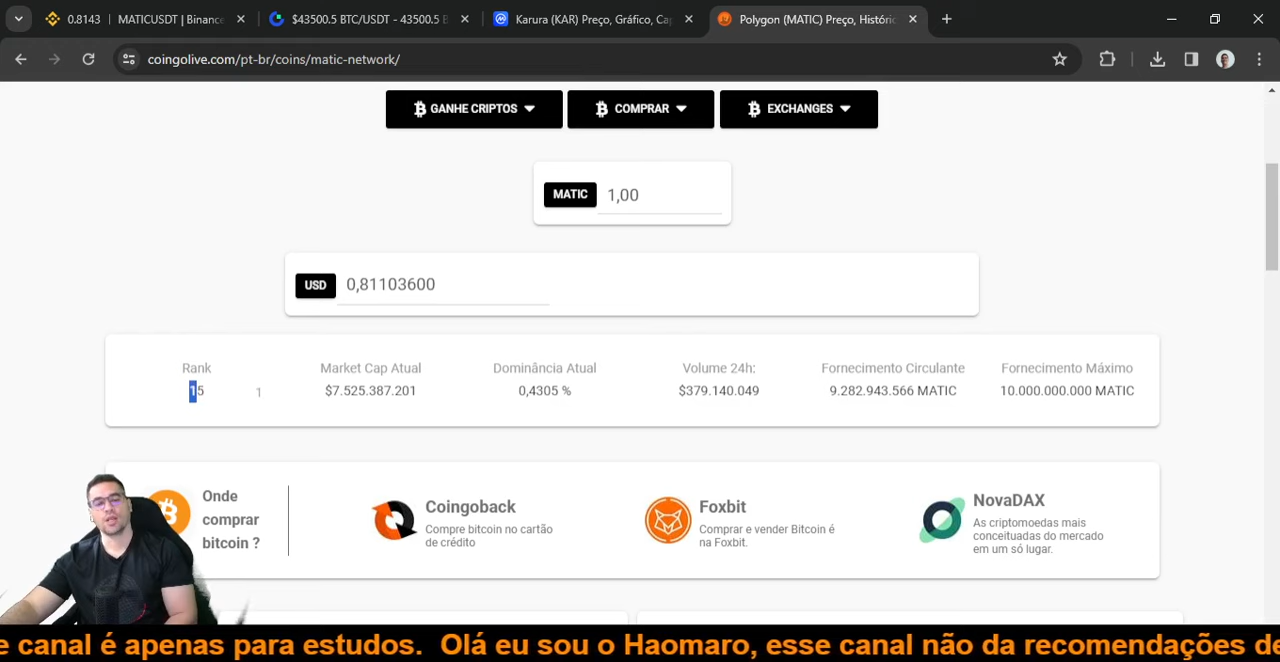 0.8143 | MATICUSDT | Binance
$43500.5 BTC/USDT - 43500.5 B
Karura (KAR) Preço, Gráfico, Ca
Polygon (MATIC) Preço, Históri
coingolive.com/pt-br/coins/matic-network/
GANHE CRIPTOS
COMPRAR
EXCHANGES
MATIC 1,00
USD 0,81103600
Rank
15
1
Market Cap Atual
$7.525.387.201
Dominância Atual
0,4305 %
Volume 24h:
$379.140.049
Fornecimento Circulante
9.282.943.566 MATIC
Fornecimento Máximo
10.000.000.000 MATIC
Onde
comprar
bitcoin ?
Coingoback
Compre bitcoin no cartão
de crédito
Foxbit
Comprar e vender Bitcoin é
na Foxbit.
NovaDAX
As criptomoedas mais
conceituadas do mercado
em um só lugar.
e canal é apenas para estudos. Olá eu sou o Haomaro, esse canal não da recomendações de